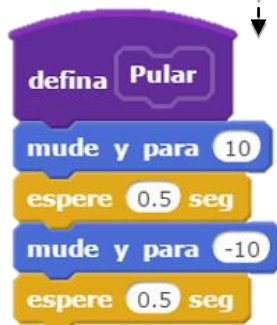 defina Pular
mude y para 10
espere 0.5 seg
mude y para -10
espere 0.5 seg